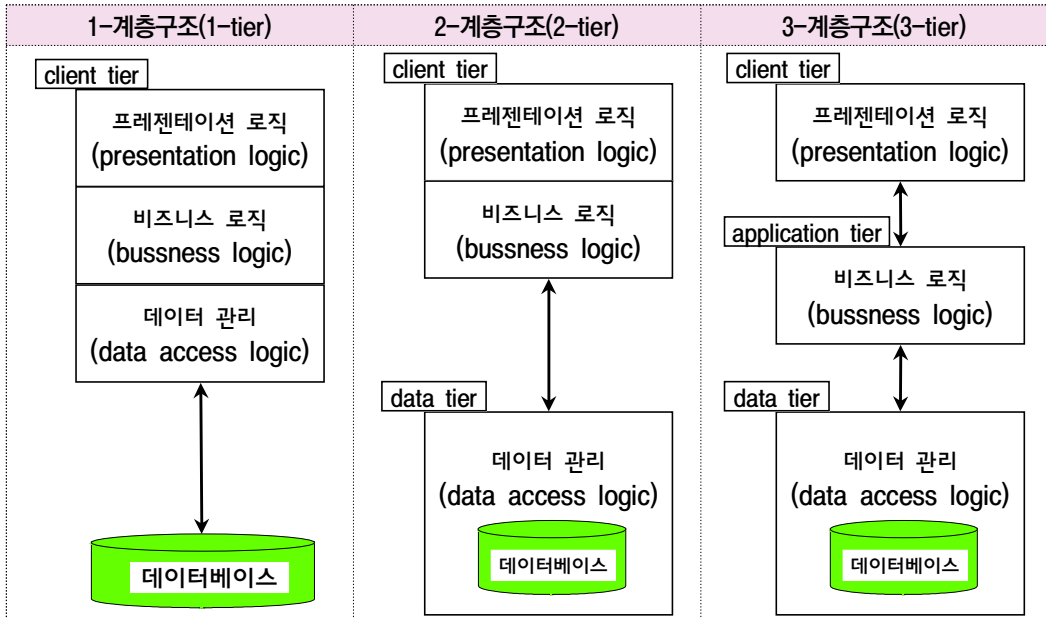 1-계층구조(1-tier)
client tier
프레젠테이션 로직
(presentation logic)
비즈니스 로직
(bussness logic)
데이터 관리
(data access logic)
데이터베이스
2-계층구조(2-tier)
client tier
프레젠테이션 로직
(presentation logic)
비즈니스 로직
(bussness logic)
data tier
데이터 관리
(data access logic)
데이터베이스
3-계층구조(3-tier)
client tier
프레젠테이션 로직
(presentation logic)
application tier
비즈니스 로직
(bussness logic)
data tier
데이터 관리
(data access logic)
데이터베이스